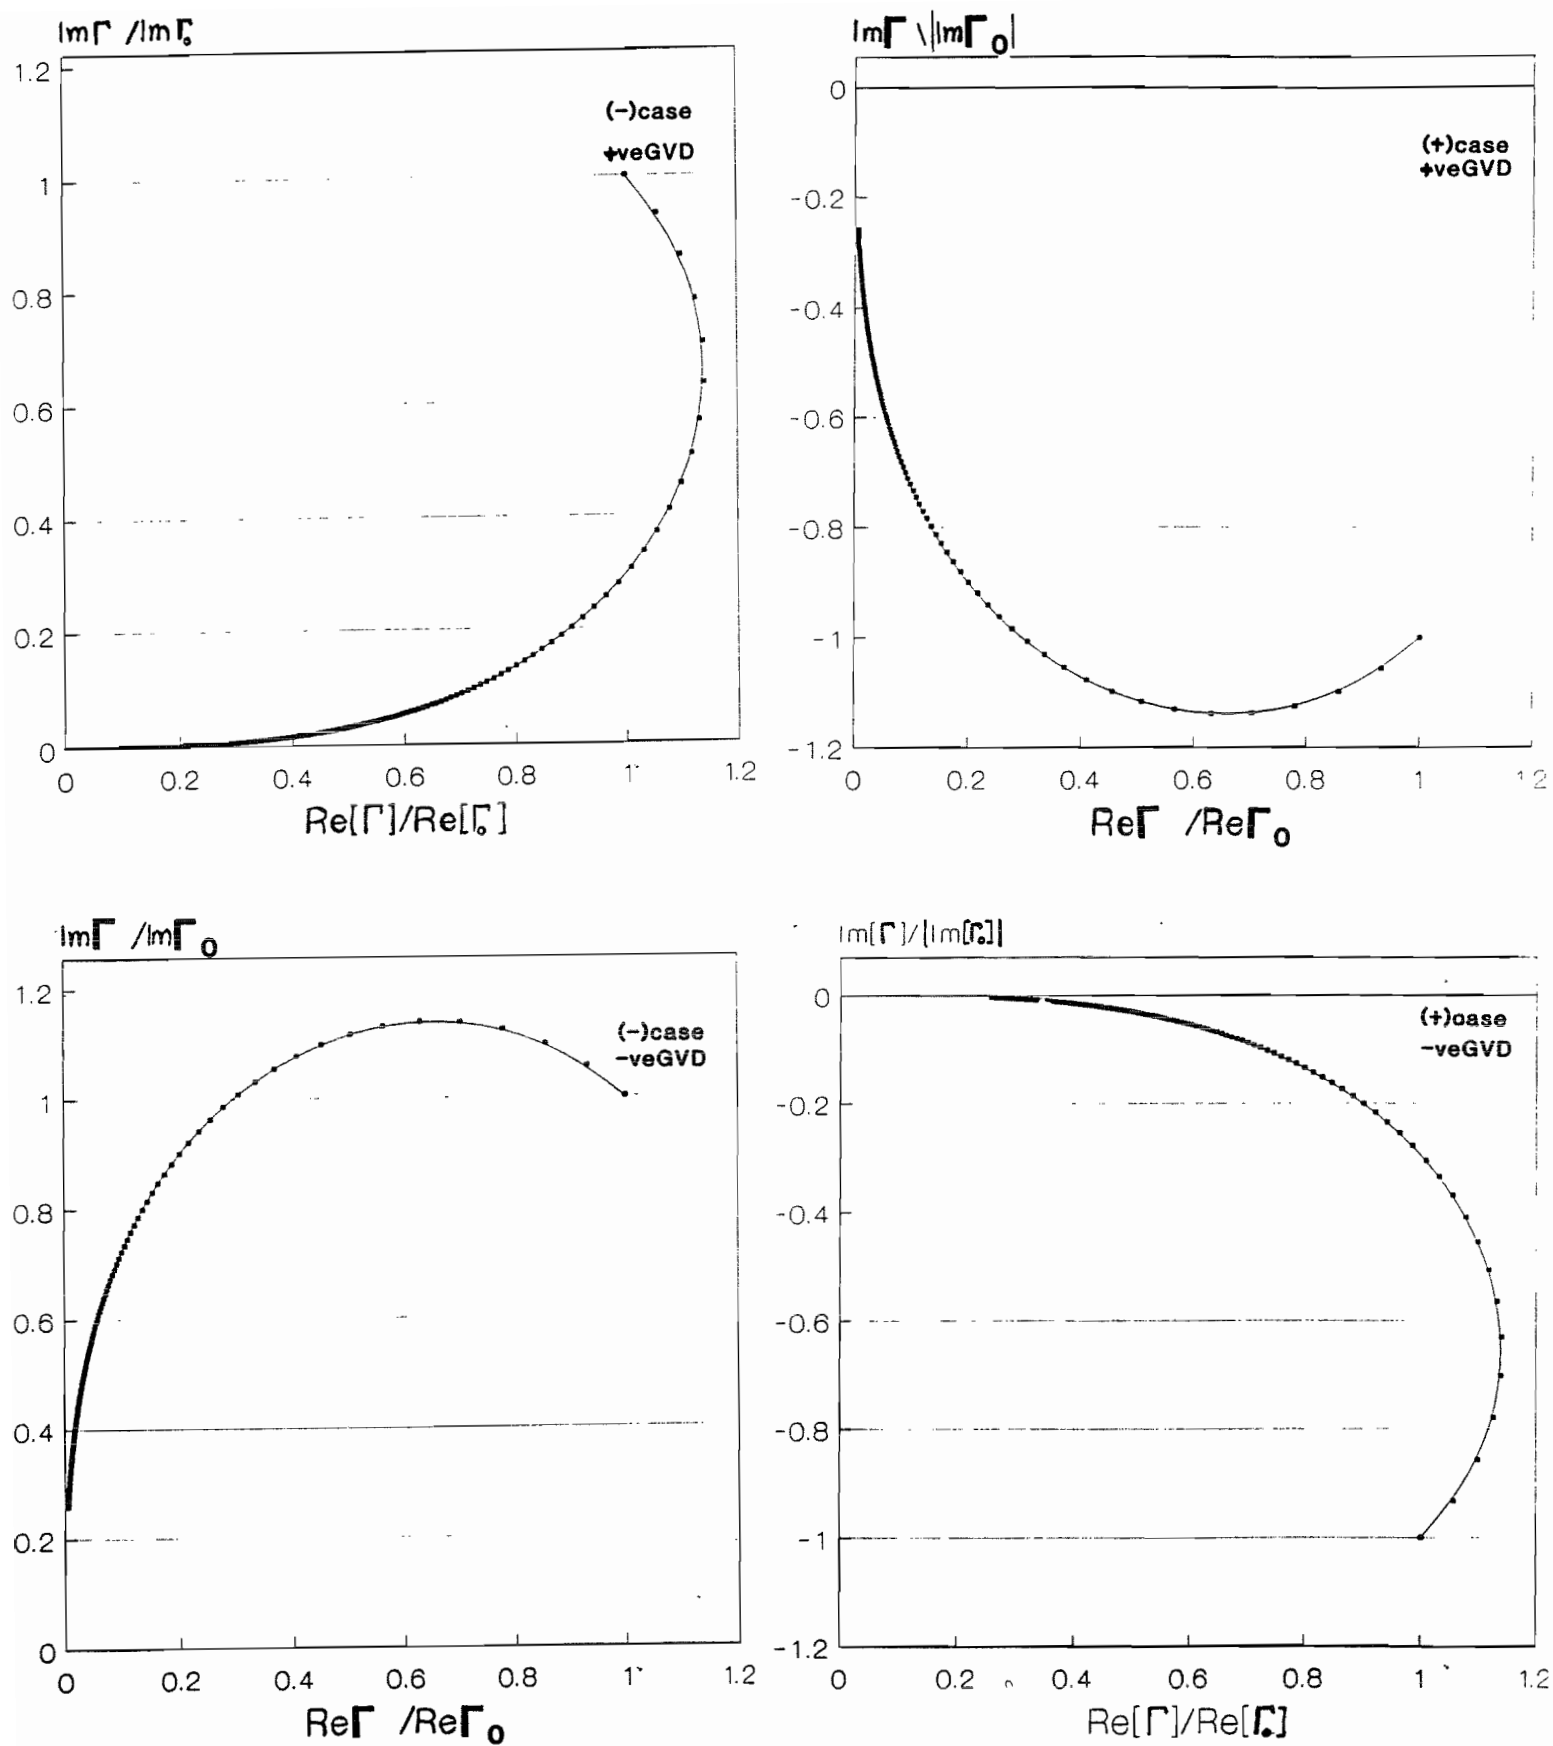 ImΓ /ImΓ₀
1.2
1
0.8
0.6
0.4
0.2
0
(-)case
+veGVD
0 0.2 0.4 0.6 0.8 1 1.2
Re[Γ]/Re[Γ₀]
ImΓ \|ImΓ₀|
0
-0.2
-0.4
-0.6
-0.8
-1
-1.2
(+)case
+veGVD
0 0.2 0.4 0.6 0.8 1 1.2
ReΓ /ReΓ₀
ImΓ /ImΓ₀
1.2
1
0.8
0.6
0.4
0.2
0
(-)case
-veGVD
0 0.2 0.4 0.6 0.8 1 1.2
ReΓ /ReΓ₀
Im[Γ]/|Im[Γ₀]|
0
-0.2
-0.4
-0.6
-0.8
-1
-1.2
(+)case
-veGVD
0 0.2 0.4 0.6 0.8 1 1.2
Re[Γ]/Re[Γ₀]